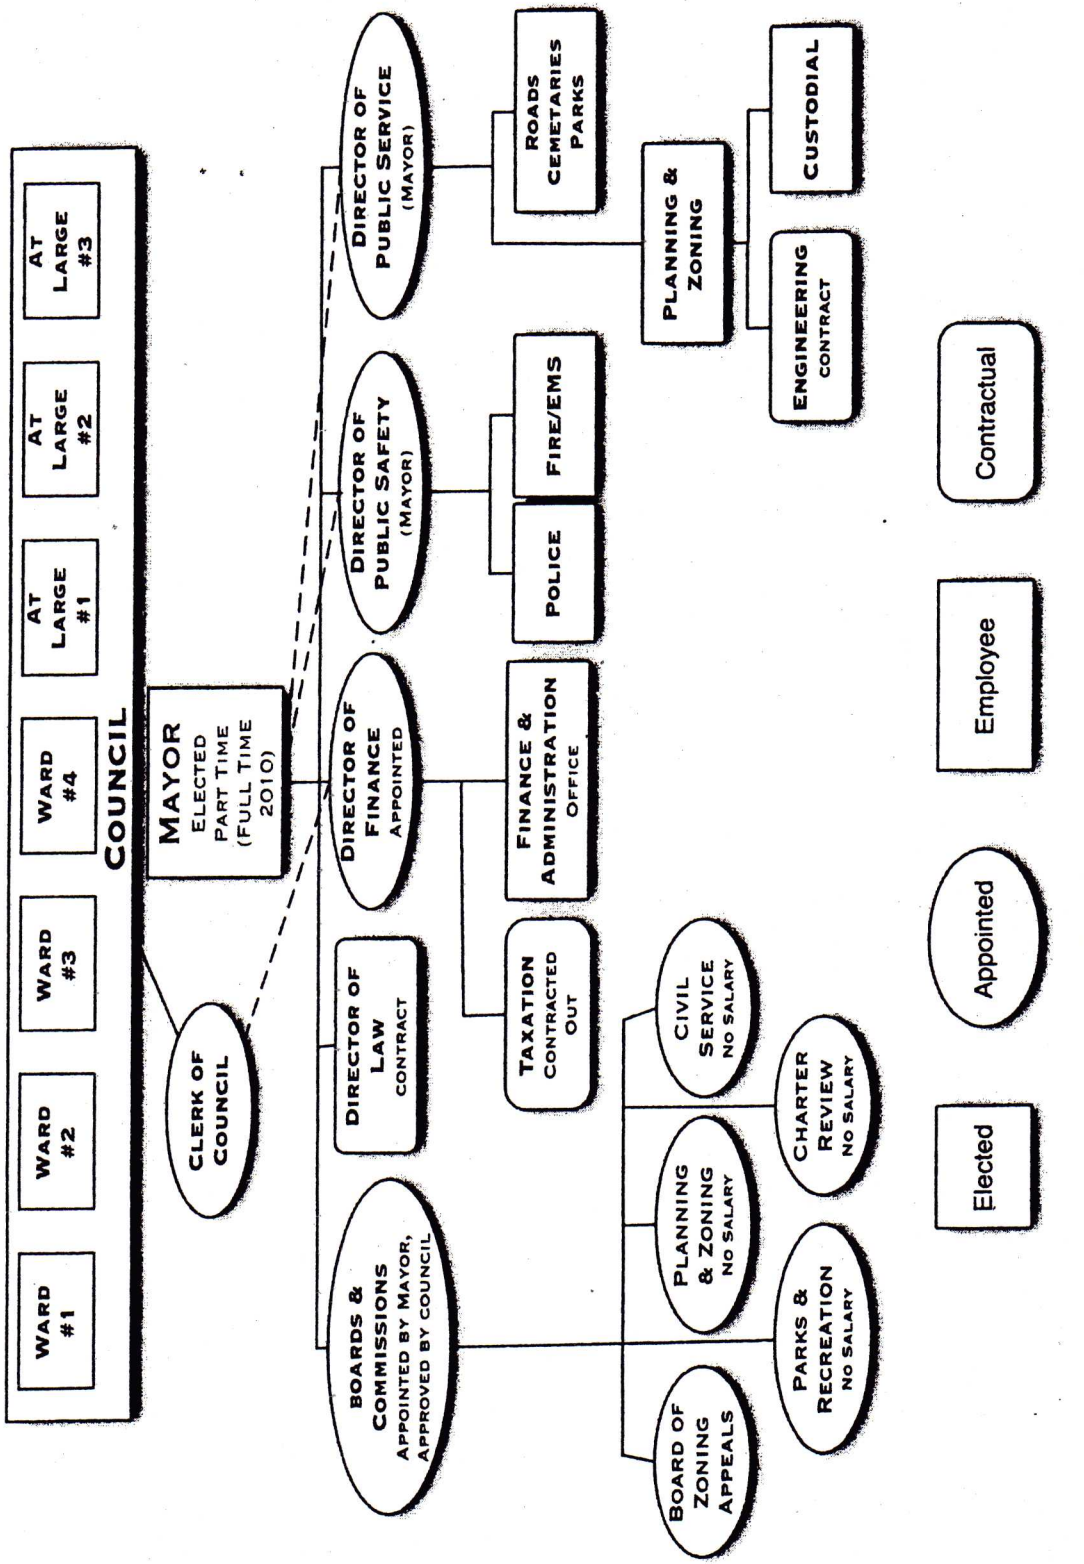 WARD
#1
WARD
#2
WARD
#3
WARD
#4
AT
LARGE
#1
AT
LARGE
#2
AT
LARGE
#3
COUNCIL
CLERK OF
COUNCIL
MAYOR
ELECTED
PART TIME
(FULL TIME
2010)
BOARDS &
COMMISSIONS
APPOINTED BY MAYOR,
APPROVED BY COUNCIL
DIRECTOR OF
LAW
CONTRACT
DIRECTOR OF
FINANCE
APPOINTED
DIRECTOR OF
PUBLIC SAFETY
(MAYOR)
DIRECTOR OF
PUBLIC SERVICE
(MAYOR)
TAXATION
CONTRACTED
OUT
FINANCE &
ADMINISTRATION
OFFICE
POLICE
FIRE/EMS
ROADS
CEMETARIES
PARKS
BOARD OF
ZONING
APPEALS
PLANNING
& ZONING
NO SALARY
CIVIL
SERVICE
NO SALARY
PLANNING &
ZONING
PARKS &
RECREATION
NO SALARY
CHARTER
REVIEW
NO SALARY
ENGINEERING
CONTRACT
CUSTODIAL
Elected
Appointed
Employee
Contractual